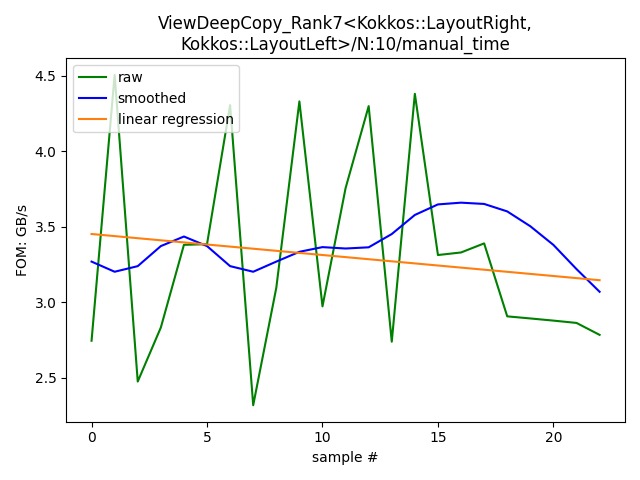 ViewDeepCopy_Rank7<Kokkos::LayoutRight,
Kokkos::LayoutLeft>/N:10/manual_time
raw
smoothed
linear regression
FOM: GB/s
4.5
4.0
3.5
3.0
2.5
0 5 10 15 20
sample #